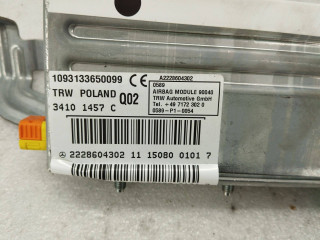 1093133650099
TRW POLAND Q02
3410 1457 C
A2228604302
0589
AIRBAG MODULE 90040
TRW Automotive GmbH
Tel. + 49 7172 302 0
0589-P1-0054
2228604302 11 15080 0101 7